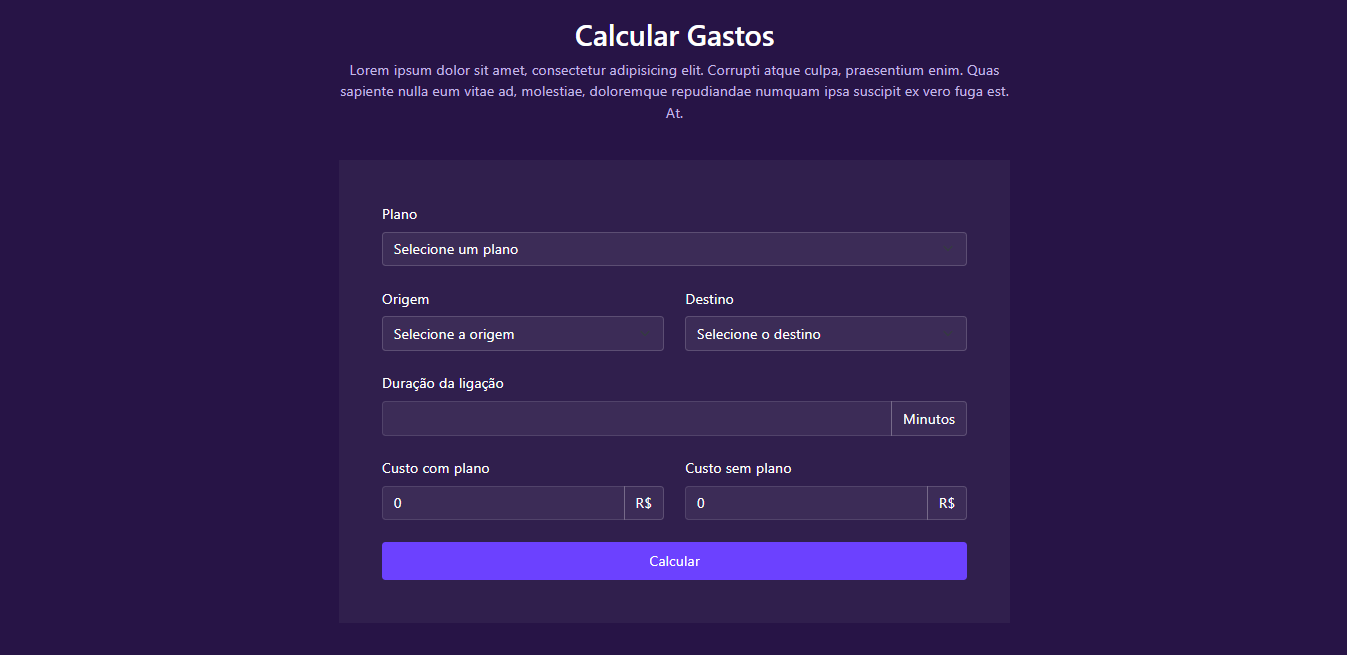 Calcular Gastos
Lorem ipsum dolor sit amet, consectetur adipisicing elit. Corrupti atque culpa, praesentium enim. Quas
sapiente nulla eum vitae ad, molestiae, doloremque repudiandae numquam ipsa suscipit ex vero fuga est.
At.
Plano
Selecione um plano
Origem
Destino
Selecione a origem
Selecione o destino
Duração da ligação
Minutos
Custo com plano
Custo sem plano
0 R$
0 R$
Calcular